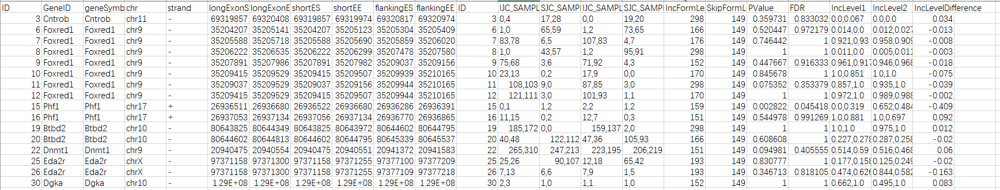 ID GeneID geneSymb chr strand longExonS longExonE shortES shortEE flankingES flankingEE ID IJC_SAMPL SJC_SAMPL IJC_SAMPL SJC_SAMPL IncFormLe SkipFormL PValue FDR IncLevel1 IncLevel2 IncLevelDifference
3 Cntrob Cntrob chr11 - 69319857 69320408 69319857 69319974 69320817 69320974 3 0,4 17,28 0,0 19,20 298 149 0.359731 0.833032 0.0,0.067 0.0,0.0 0.034
6 Foxred1 Foxred1 chr9 - 35204207 35205141 35204207 35205123 35205304 35205409 6 1,0 65,59 1,2 73,65 166 149 0.520447 0.972179 0.014,0.0 0.012,0.027 -0.013
7 Foxred1 Foxred1 chr9 - 35205588 35205718 35205588 35205690 35205859 35206020 7 83,78 6,5 107,83 4,7 176 149 0.746442 1 0.921,0.93 0.958,0.909 -0.008
8 Foxred1 Foxred1 chr9 - 35206222 35206535 35206222 35206299 35207478 35207580 8 1,0 43,57 1,2 95,91 298 149 1 1 0.011,0.0 0.005,0.011 -0.003
9 Foxred1 Foxred1 chr9 - 35207891 35207986 35207891 35207982 35209037 35209156 9 75,68 3,6 71,92 4,3 152 149 0.447667 0.916333 0.961,0.917 0.946,0.968 -0.018
10 Foxred1 Foxred1 chr9 - 35209415 35209529 35209415 35209507 35209939 35210165 10 23,13 0,2 17,9 0,0 170 149 0.845678 1 1.0,0.851 1.0,1.0 -0.075
11 Foxred1 Foxred1 chr9 - 35209037 35209529 35209037 35209156 35209944 35210165 11 108,103 9,0 87,85 3,0 298 149 0.075352 0.353379 0.857,1.0 0.935,1.0 -0.039
12 Foxred1 Foxred1 chr9 - 35209415 35209529 35209415 35209507 35209944 35210165 12 121,111 3,0 101,93 1,1 170 149 1 1 0.972,1.0 0.989,0.988 -0.002
15 Phf1 Phf1 chr17 + 26936511 26936680 26936522 26936680 26936286 26936391 15 0,1 1,2 2,2 1,2 159 149 0.002822 0.045418 0.0,0.319 0.652,0.484 -0.409
16 Phf1 Phf1 chr17 + 26937053 26937134 26937056 26937134 26936770 26936865 16 11,15 0,2 12,7 0,3 151 149 0.544978 0.991269 1.0,0.881 1.0,0.697 0.092
19 Btbd2 Btbd2 chr10 - 80643825 80644349 80643825 80643972 80644602 80644795 19 185,172 0,0 159,137 2,0 298 149 1 1 1.0,1.0 0.975,1.0 0.012
20 Btbd2 Btbd2 chr10 - 80644602 80644813 80644602 80644795 80645339 80645537 20 40,48 122,112 47,36 105,93 166 149 0.608608 1 0.227,0.278 0.287,0.258 -0.02
22 Dnmt1 Dnmt1 chr9 - 20940475 20940554 20940475 20940551 20941372 20941583 22 265,310 247,213 223,195 206,219 151 149 0.094981 0.405555 0.514,0.59 0.516,0.468 0.06
25 Eda2r Eda2r chrX - 97371158 97371300 97371158 97371255 97377100 97377209 25 25,26 90,107 12,18 65,42 193 149 0.830777 1 0.177,0.158 0.125,0.249 -0.02
26 Eda2r Eda2r chrX - 97371158 97371300 97371158 97371255 97377109 97377218 26 7,13 6,6 7,9 1,5 193 149 0.346713 0.818105 0.474,0.626 0.844,0.582 -0.163
30 Dgka Dgka chr10 - 1.29E+08 1.29E+08 1.29E+08 1.29E+08 1.29E+08 1.29E+08 30 2,3 1,0 1,1 1,0 152 149 1 1 0.662,1.0 0.495,1.0 0.083